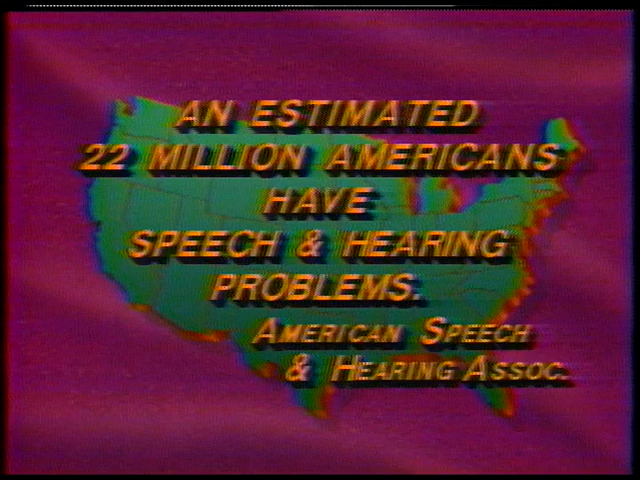 AN ESTIMATED
22 MILLION AMERICANS
HAVE
SPEECH & HEARING
PROBLEMS.
AMERICAN SPEECH
& HEARING ASSOC.